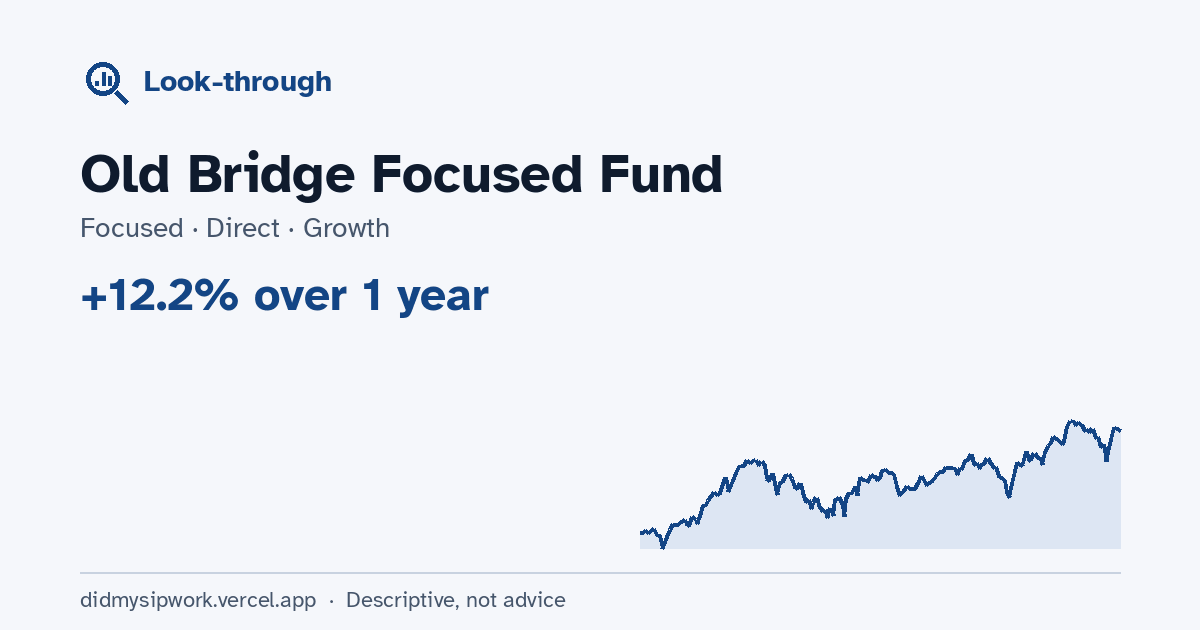 Look-through
Old Bridge Focused Fund
Focused · Direct · Growth
+12.2% over 1 year
didmysipwork.vercel.app · Descriptive, not advice